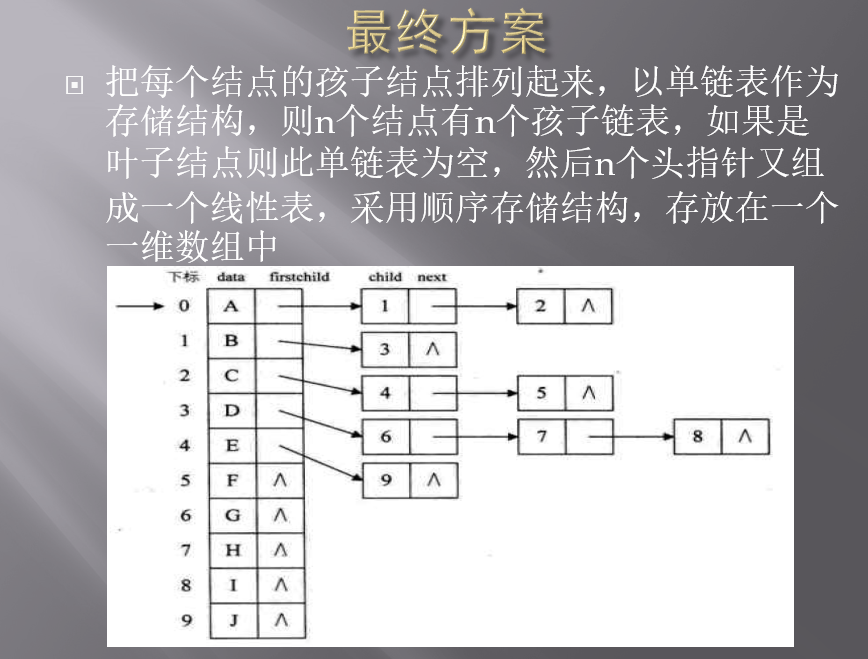 最终方案
把每个结点的孩子结点排列起来，以单链表作为
存储结构，则n个结点有n个孩子链表，如果是
叶子结点则此单链表为空，然后n个头指针又组
成一个线性表，采用顺序存储结构，存放在一个
一维数组中
下标 data firstchild child next
0 A 1 2 ∧
1 B 3 ∧
2 C 4 5 ∧
3 D 6 7 8 ∧
4 E 9 ∧
5 F ∧
6 G ∧
7 H ∧
8 I ∧
9 J ∧